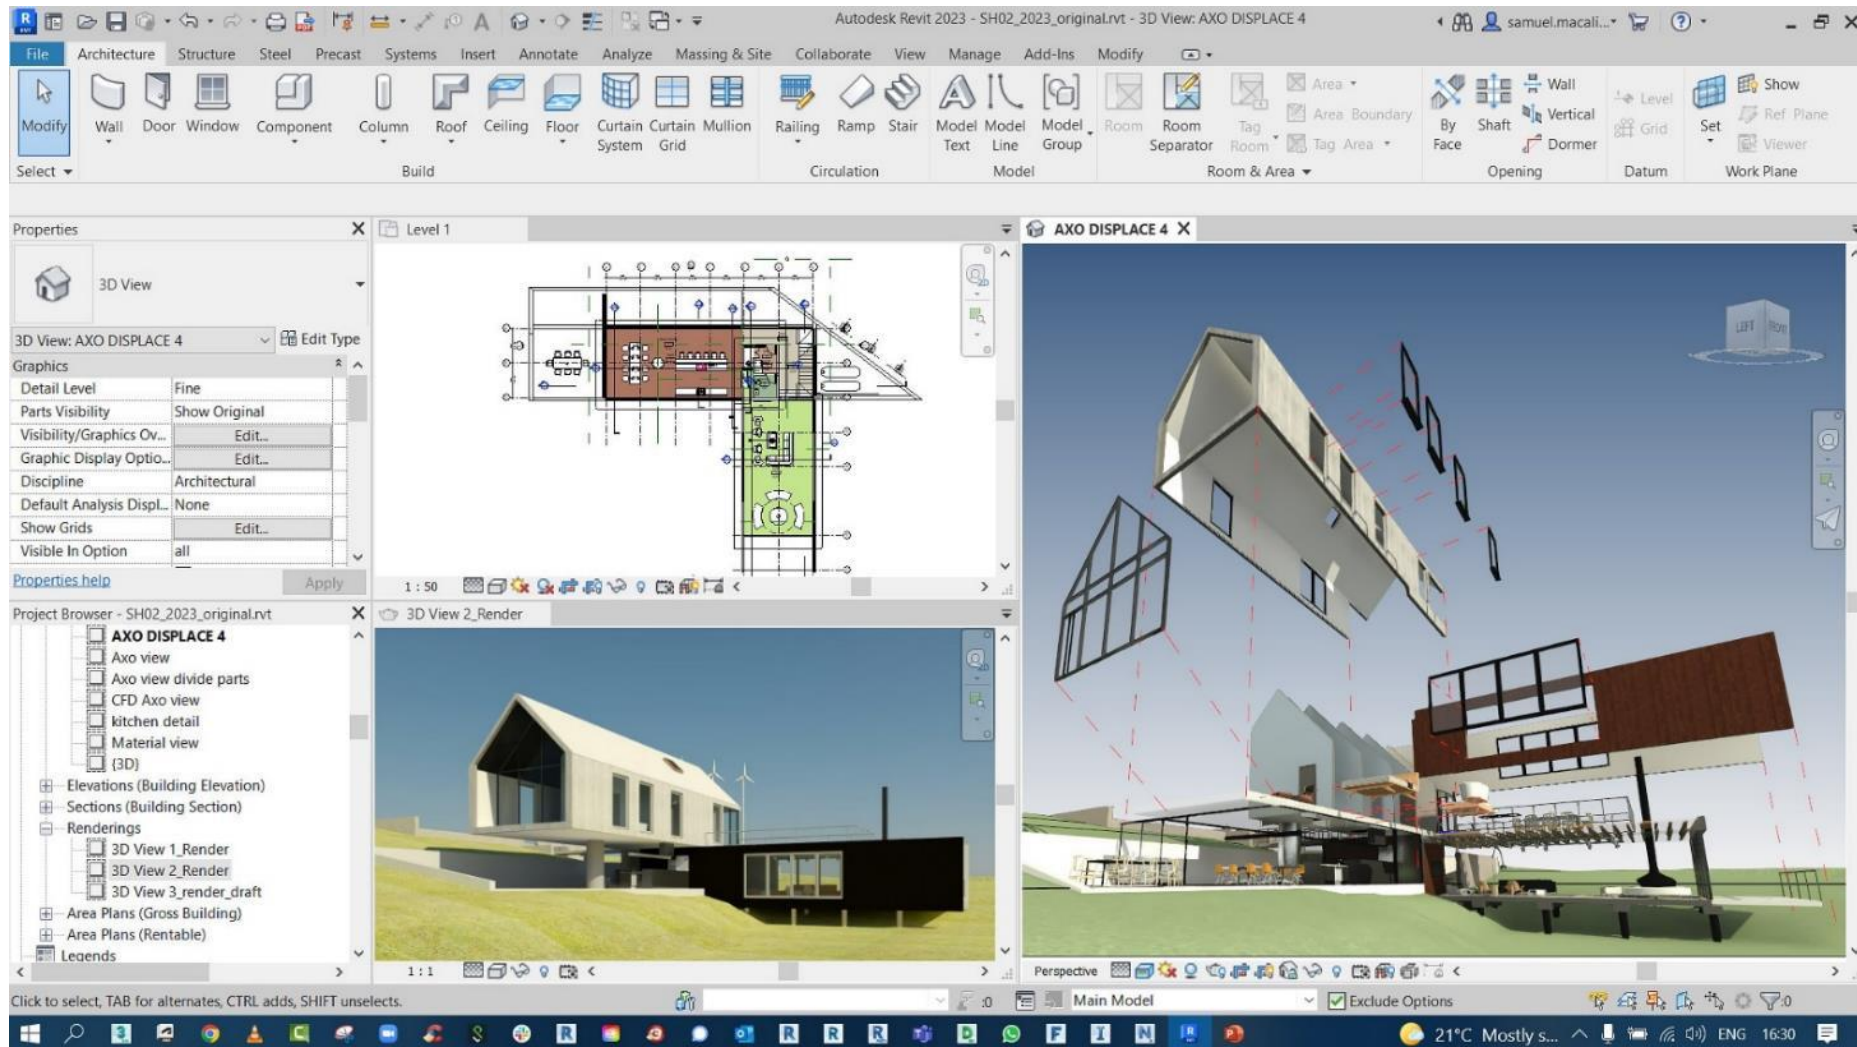 Autodesk Revit 2023 - SH02_2023_original.rvt - 3D View: AXO DISPLACE 4
samuel.macali...
File Architecture Structure Steel Precast Systems Insert Annotate Analyze Massing & Site Collaborate View Manage Add-Ins Modify
Modify
Wall Door Window Component Column Roof Ceiling Floor Curtain System Curtain Grid Mullion
Railing Ramp Stair
Model Text Model Line Model Group
Room Room Separator Tag Room
Area
Area Boundary
Tag Area
By Face Shaft
Wall
Vertical
Dormer
Level
Grid
Set
Show
Ref Plane
Viewer
Select Build Circulation Model Room & Area Opening Datum Work Plane
Properties
3D View
3D View: AXO DISPLACE 4 Edit Type
Graphics
Detail Level Fine
Parts Visibility Show Original
Visibility/Graphics Ov... Edit...
Graphic Display Optio... Edit...
Discipline Architectural
Default Analysis Displ... None
Show Grids Edit...
Visible In Option all
Properties help Apply
Project Browser - SH02_2023_original.rvt
AXO DISPLACE 4
Axo view
Axo view divide parts
CFD Axo view
kitchen detail
Material view
{3D}
Elevations (Building Elevation)
Sections (Building Section)
Renderings
3D View 1_Render
3D View 2_Render
3D View 3_render_draft
Area Plans (Gross Building)
Area Plans (Rentable)
Legends
Level 1
1 : 50
3D View 2_Render
1 : 1
AXO DISPLACE 4
LEFT
Perspective
Click to select, TAB for alternates, CTRL adds, SHIFT unselects.
:0
Main Model
Exclude Options
:0
21°C Mostly s...
ENG 16:30